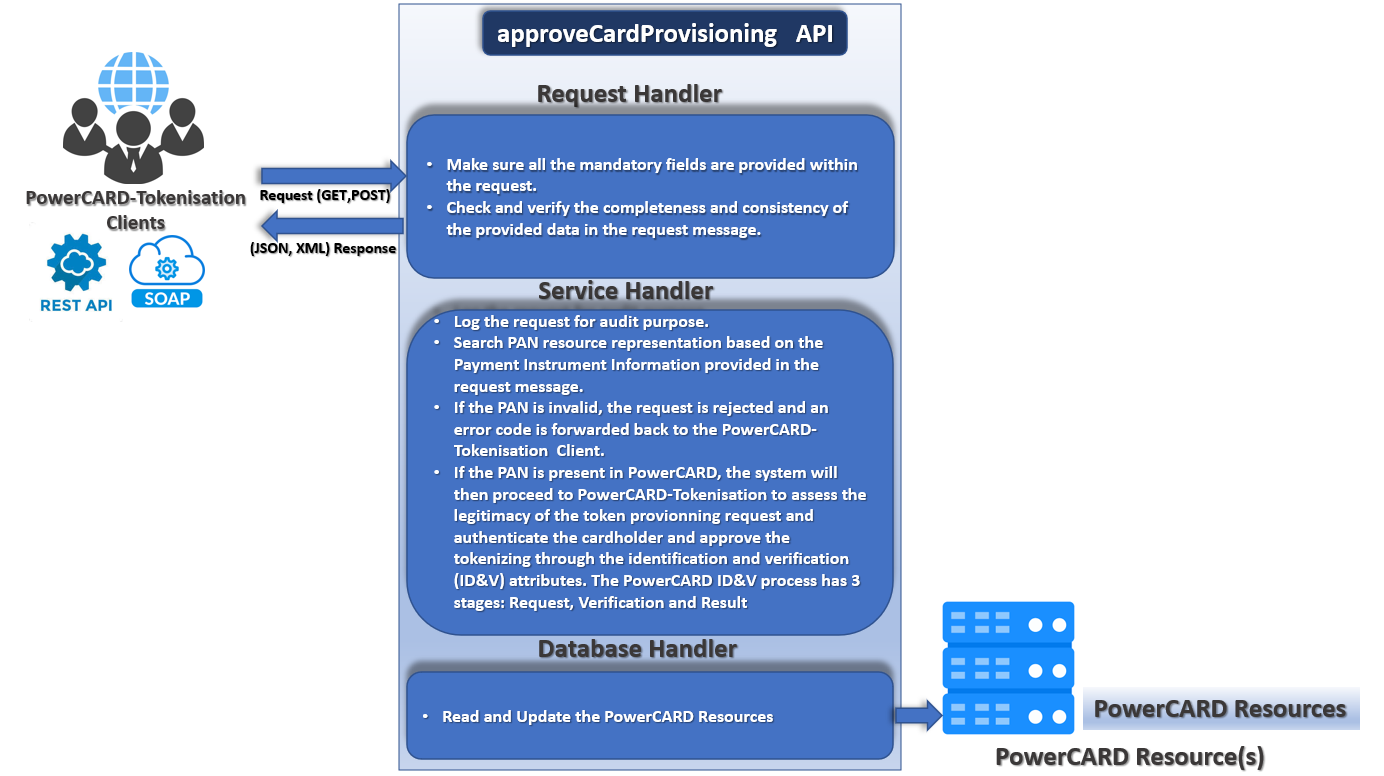 approveCardProvisioning API
Request Handler
• Make sure all the mandatory fields are provided within
the request.
• Check and verify the completeness and consistency of
the provided data in the request message.
PowerCARD-Tokenisation
Clients
Request (GET,POST)
(JSON, XML) Response
REST API
SOAP
Service Handler
• Log the request for audit purpose.
• Search PAN resource representation based on the
Payment Instrument Information provided in the
request message.
• If the PAN is invalid, the request is rejected and an
error code is forwarded back to the PowerCARD-
Tokenisation Client.
• If the PAN is present in PowerCARD, the system will
then proceed to PowerCARD-Tokenisation to assess the
legitimacy of the token provionning request and
authenticate the cardholder and approve the
tokenizing through the identification and verification
(ID&V) attributes. The PowerCARD ID&V process has 3
stages: Request, Verification and Result
Database Handler
• Read and Update the PowerCARD Resources
PowerCARD Resources
PowerCARD Resource(s)